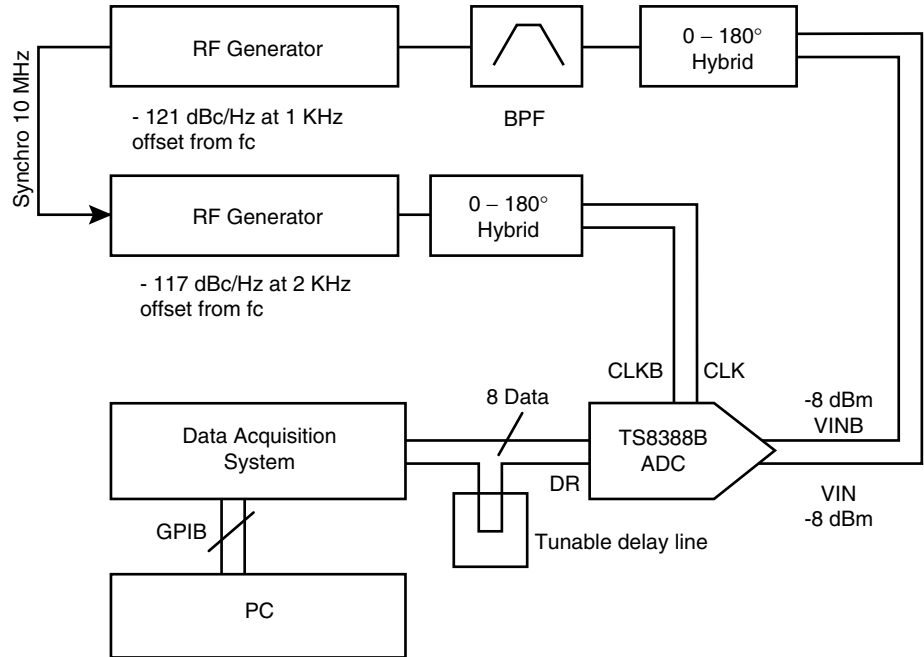 Synchro 10 MHz
RF Generator
- 121 dBc/Hz at 1 KHz
offset from fc
BPF
0 – 180°
Hybrid
RF Generator
- 117 dBc/Hz at 2 KHz
offset from fc
0 – 180°
Hybrid
CLKB
CLK
8 Data
Data Acquisition
System
TS8388B
ADC
DR
-8 dBm
VINB
VIN
-8 dBm
Tunable delay line
GPIB
PC